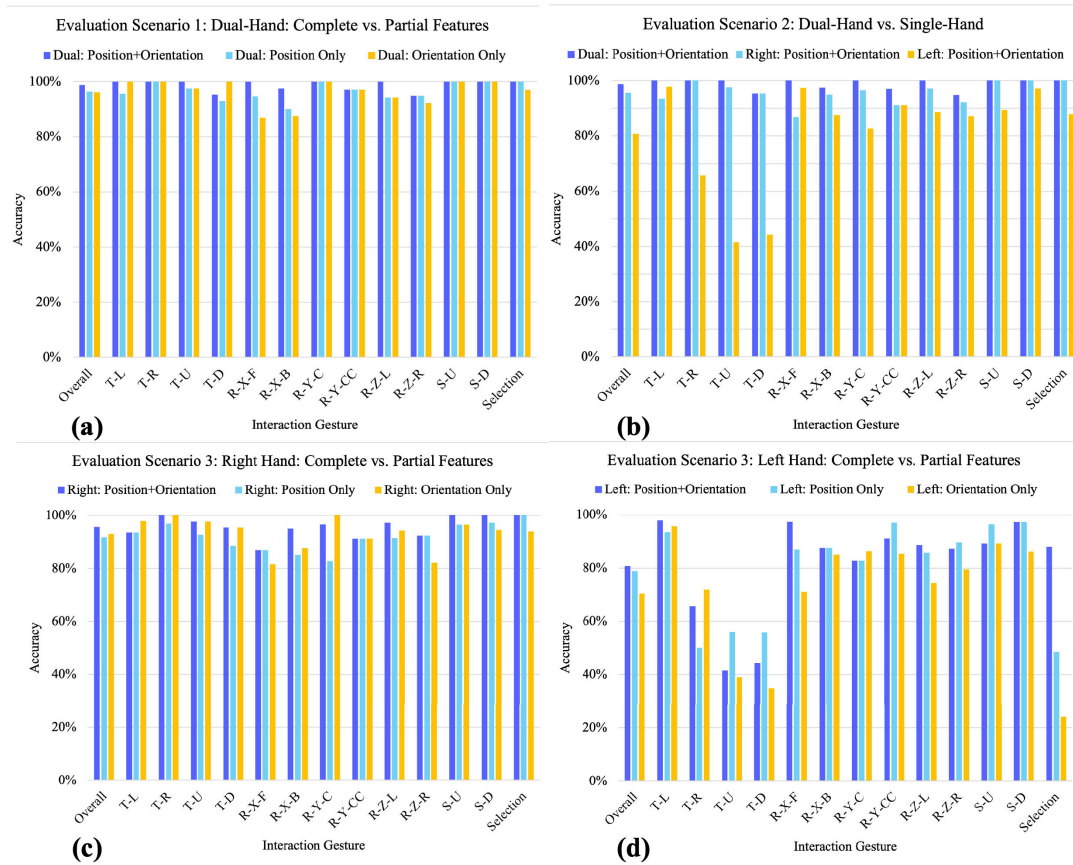 Evaluation Scenario 1: Dual-Hand: Complete vs. Partial Features
Dual: Position+Orientation Dual: Position Only Dual: Orientation Only
100%
80%
60%
40%
20%
0%
Accuracy
Overall T-L T-R T-U T-D R-X-F R-X-B R-Y-C R-Y-CC R-Z-L R-Z-R S-U S-D Selection
Interaction Gesture
(a)
Evaluation Scenario 2: Dual-Hand vs. Single-Hand
Dual: Position+Orientation Right: Position+Orientation Left: Position+Orientation
100%
80%
60%
40%
20%
0%
Accuracy
Overall T-L T-R T-U T-D R-X-F R-X-B R-Y-C R-Y-CC R-Z-L R-Z-R S-U S-D Selection
Interaction Gesture
(b)
Evaluation Scenario 3: Right Hand: Complete vs. Partial Features
Right: Position+Orientation Right: Position Only Right: Orientation Only
100%
80%
60%
40%
20%
0%
Accuracy
Overall T-L T-R T-U T-D R-X-F R-X-B R-Y-C R-Y-CC R-Z-L R-Z-R S-U S-D Selection
Interaction Gesture
(c)
Evaluation Scenario 3: Left Hand: Complete vs. Partial Features
Left: Position+Orientation Left: Position Only Left: Orientation Only
100%
80%
60%
40%
20%
0%
Accuracy
Overall T-L T-R T-U T-D R-X-F R-X-B R-Y-C R-Y-CC R-Z-L R-Z-R S-U S-D Selection
Interaction Gesture
(d)